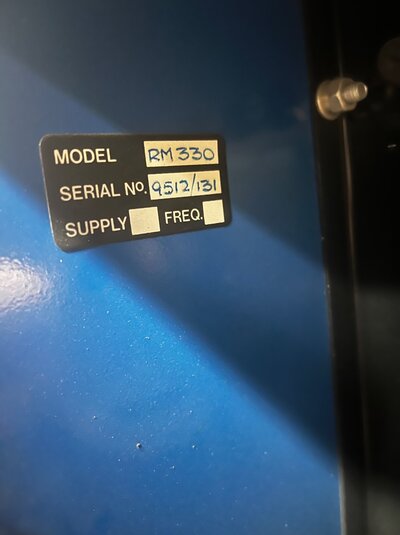 MODEL RM330
SERIAL No. 9512/131
SUPPLY FREQ.